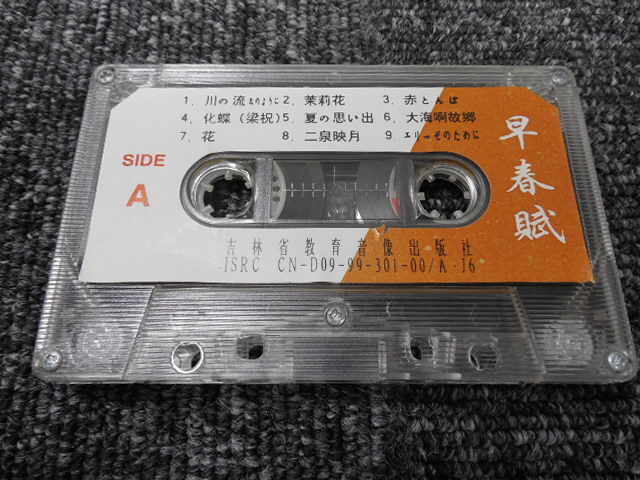 1. 川の流れりように 2. 茉莉花 3. 赤とんぼ
4. 化蝶 (梁祝) 5. 夏の思い出 6. 大海啊故鄉
7. 花 8. 二泉映月 9. エリーゼのために
SIDE
A
早春賦
吉林省教育音像出版社
ISRC CN-D09-99-301-00/A·J6